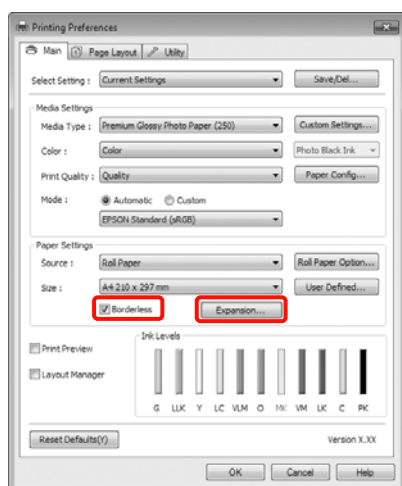 Printing Preferences
Main Page Layout Utility
Select Setting : Current Settings Save/Del...
Media Settings
Media Type : Premium Glossy Photo Paper (250) Custom Settings...
Color : Color Photo Black Ink
Print Quality : Quality Paper Config...
Mode : Automatic Custom
EPSON Standard (sRGB)
Paper Settings
Source : Roll Paper Roll Paper Option...
Size : A4 210 x 297 mm User Defined...
Borderless Expansion...
Ink Levels
Print Preview
Layout Manager
G LLK Y LC VLM O MK VM LK C PK
Reset Defaults(Y) Version X.XX
OK Cancel Help